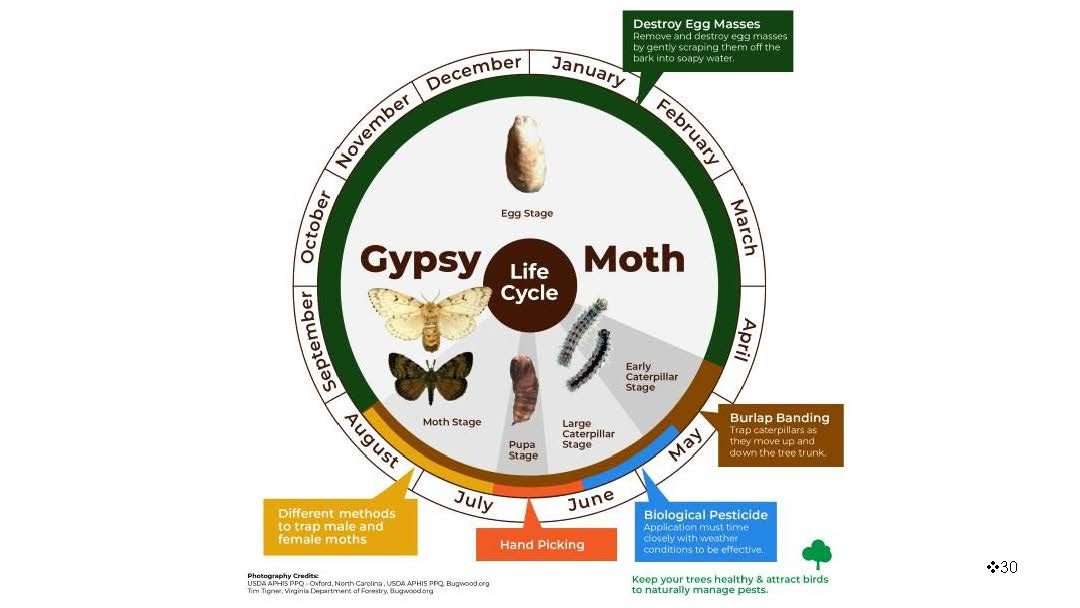 Destroy Egg Masses
Remove and destroy egg masses
by gently scraping them off the
bark into soapy water.
December
January
November
February
October
March
Egg Stage
Gypsy Moth
Life
Cycle
September
April
Early
Caterpillar
Stage
Burlap Banding
Trap caterpillars as
they move up and
down the tree trunk.
Moth Stage
Large
Caterpillar
Stage
Pupa
Stage
August
May
July
June
Different methods
to trap male and
female moths
Hand Picking
Biological Pesticide
Application must time
closely with weather
conditions to be effective.
Photography Credits:
USDA APHIS PPQ - Oxford, North Carolina , USDA APHIS PPQ, Bugwood.org
Tim Tigner, Virginia Department of Forestry, Bugwood.org
Keep your trees healthy & attract birds
to naturally manage pests.
❖30